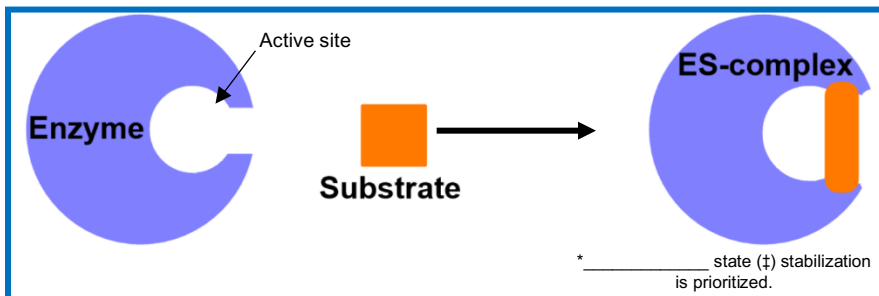 Active site
Enzyme
Substrate
ES-complex
*______________ state (‡) stabilization
is prioritized.